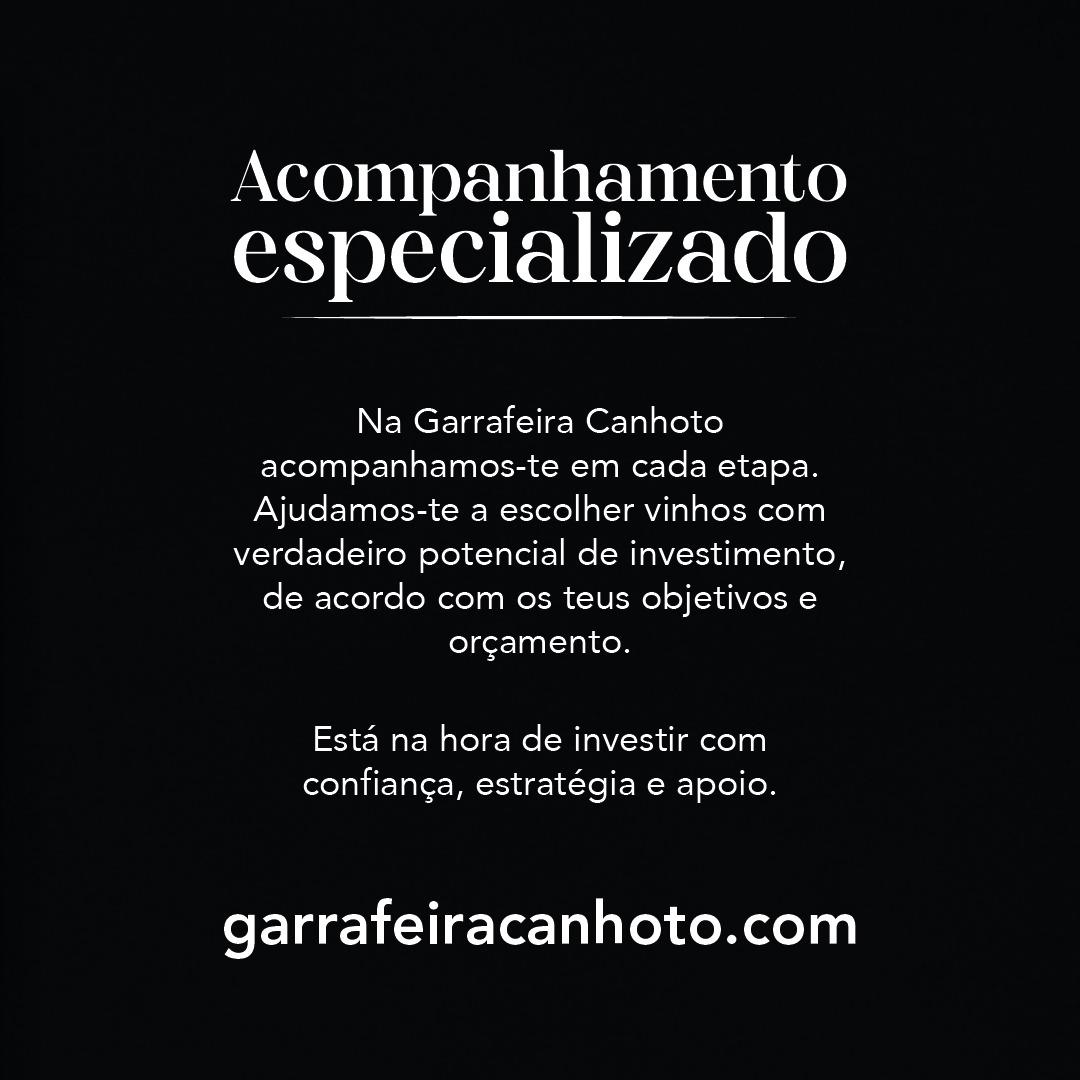 Acompanhamento
especializado
Na Garrafeira Canhoto
acompanhamos-te em cada etapa.
Ajudamos-te a escolher vinhos com
verdadeiro potencial de investimento,
de acordo com os teus objetivos e
orçamento.
Está na hora de investir com
confiança, estratégia e apoio.
garrafeiracanhoto.com